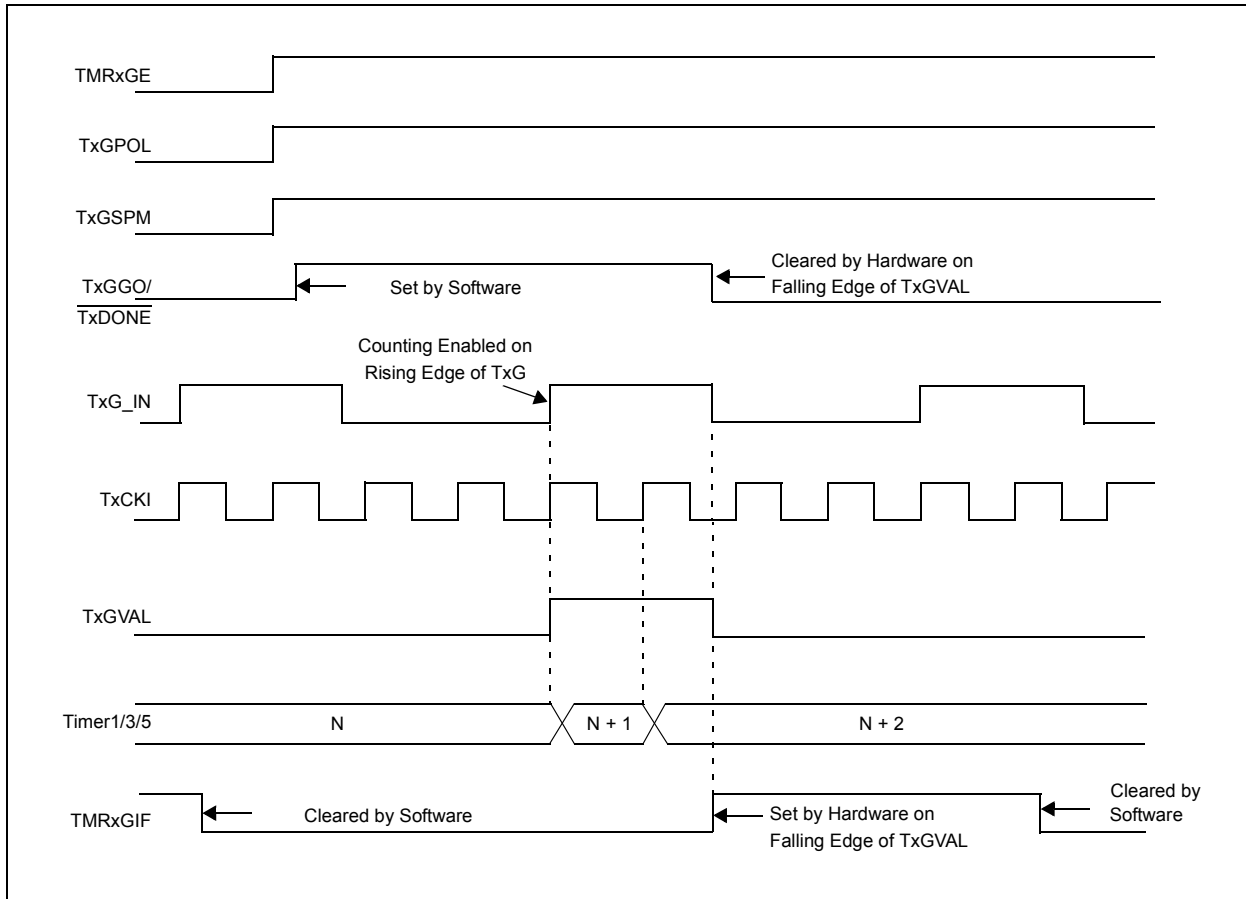 TMRxGE
TxGPOL
TxGSPM
TxGGO/
TxDONE
Set by Software
Cleared by Hardware on
Falling Edge of TxGVAL
Counting Enabled on
Rising Edge of TxG
TxG_IN
TxCKI
TxGVAL
Timer1/3/5
N
N + 1
N + 2
TMRxGIF
Cleared by Software
Set by Hardware on
Falling Edge of TxGVAL
Cleared by
Software